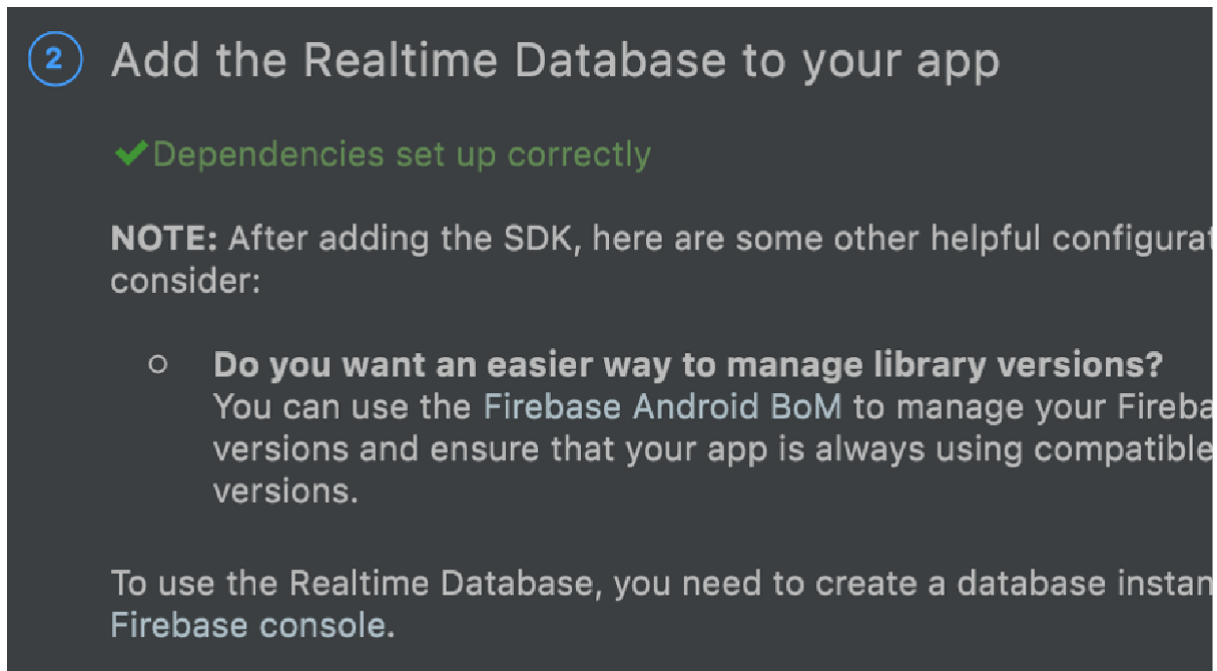 2 Add the Realtime Database to your app
Dependencies set up correctly
NOTE: After adding the SDK, here are some other helpful configurat
consider:
Do you want an easier way to manage library versions?
You can use the Firebase Android BoM to manage your Fireba
versions and ensure that your app is always using compatible
versions.
To use the Realtime Database, you need to create a database instan
Firebase console.